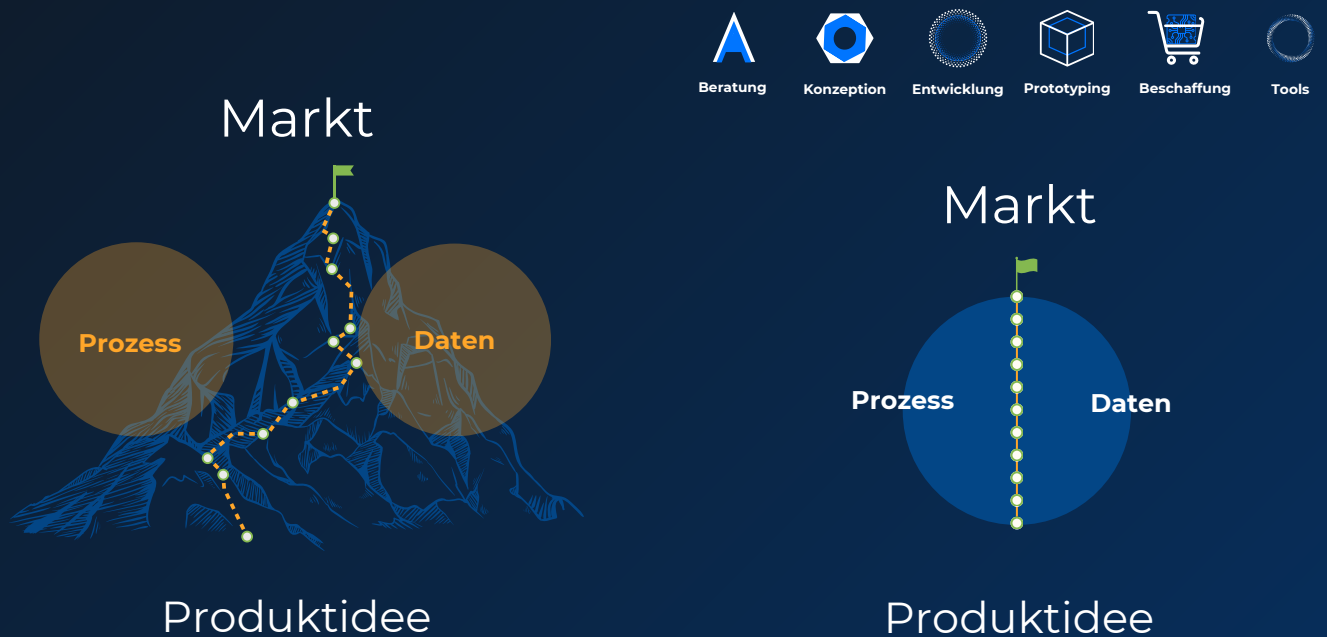 Beratung
Konzeption
Entwicklung
Prototyping
Beschaffung
Tools
Markt
Prozess
Daten
Produktidee
Markt
Prozess
Daten
Produktidee